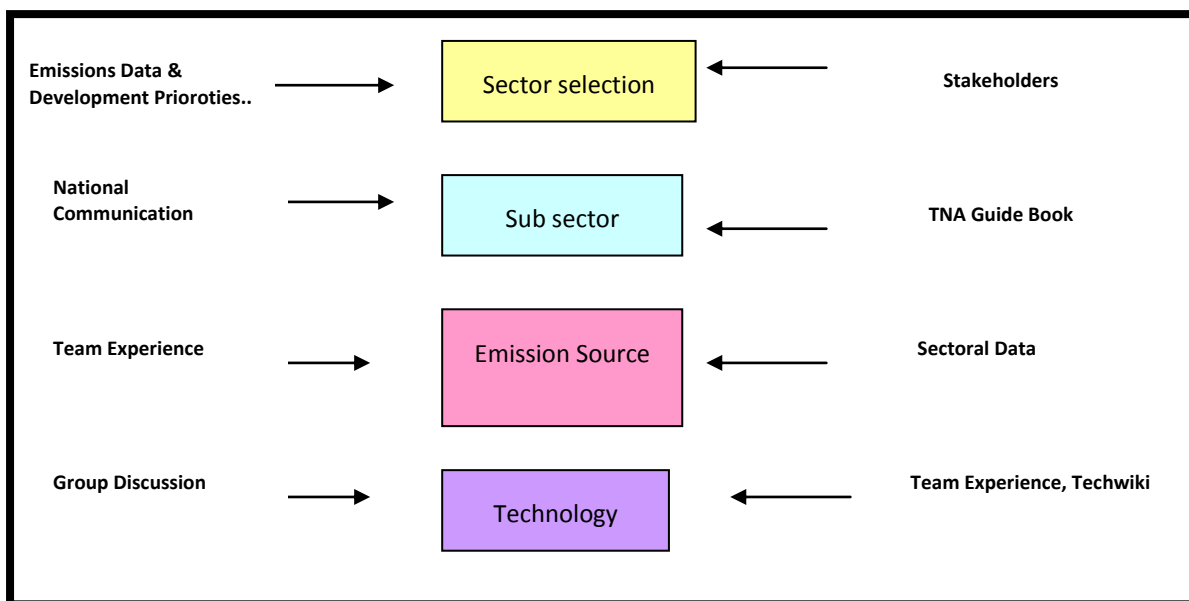 Emissions Data &
Development Prioroties..
Sector selection
Stakeholders
National
Communication
Sub sector
TNA Guide Book
Team Experience
Emission Source
Sectoral Data
Group Discussion
Technology
Team Experience, Techwiki